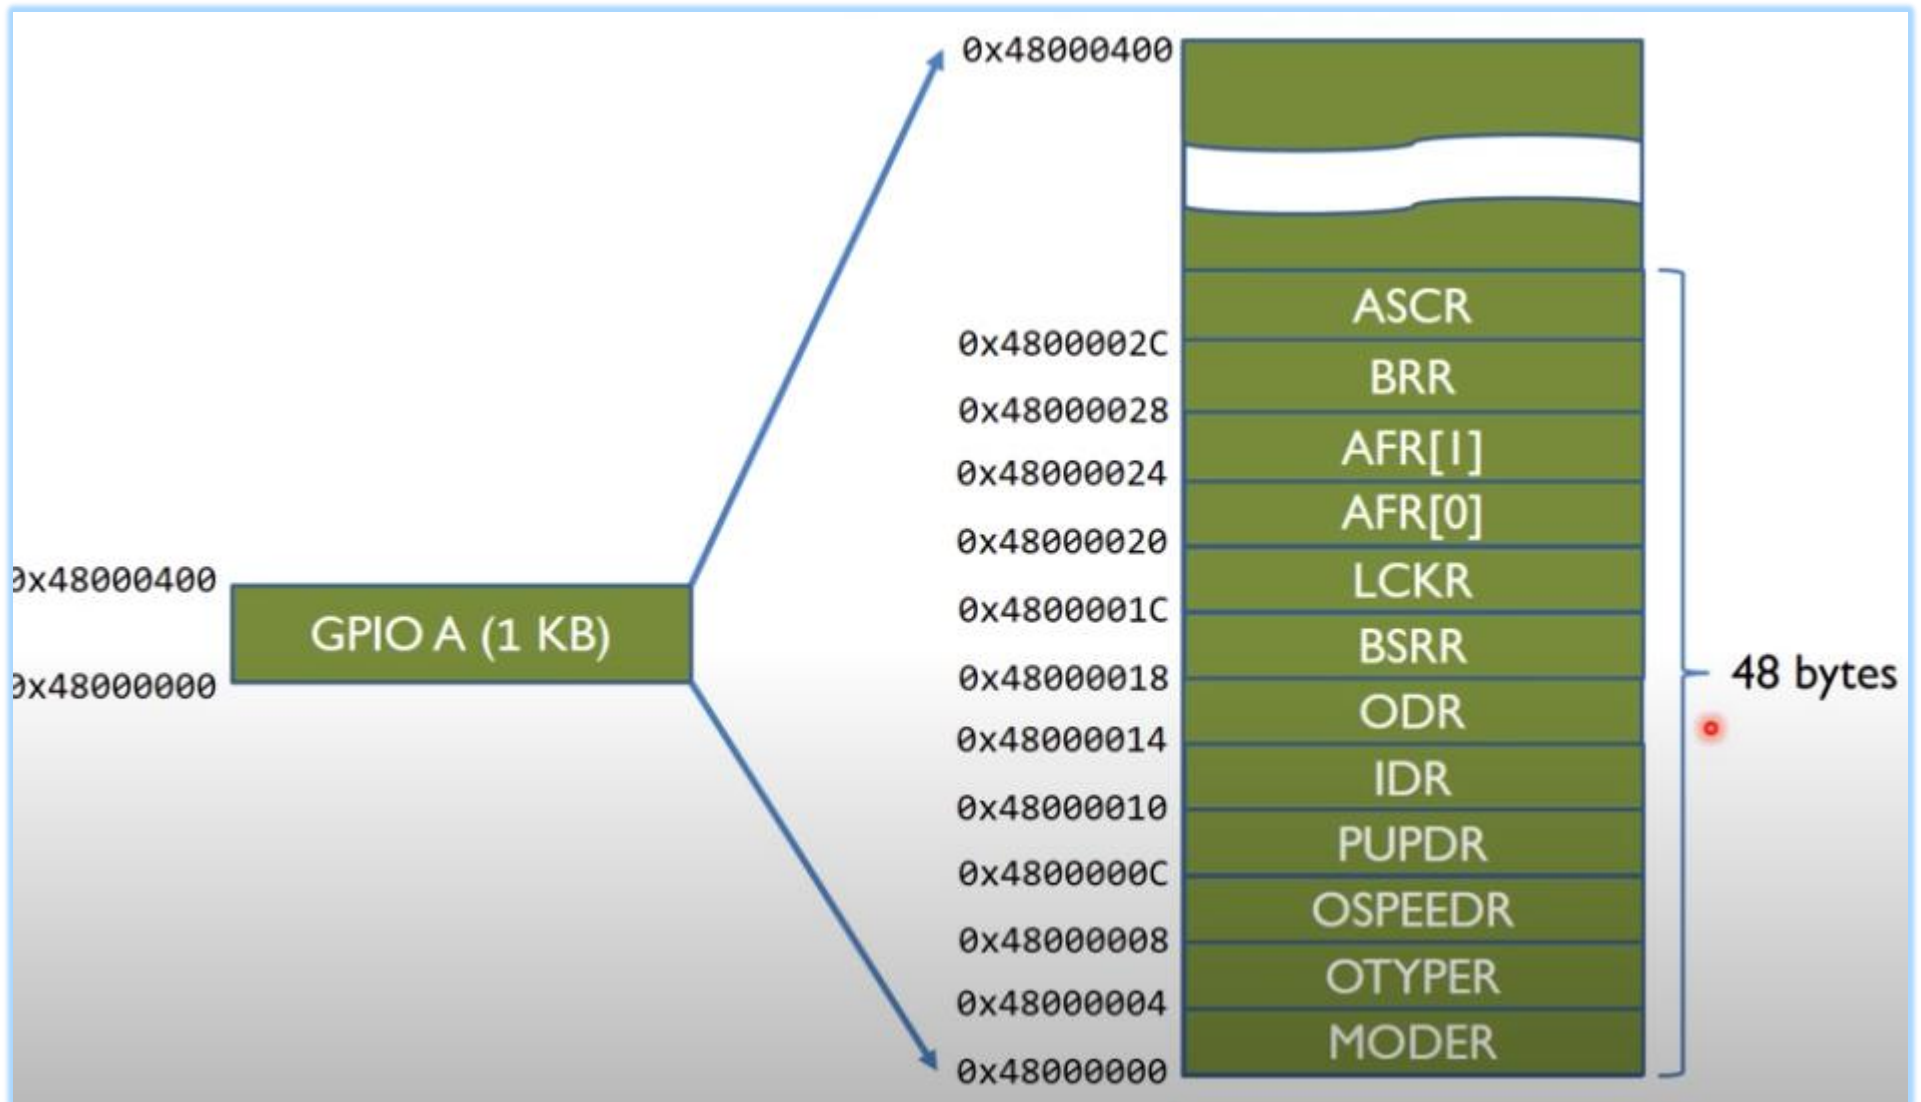 0x48000400
ASCR
0x4800002C
BRR
0x48000028
AFR[1]
0x48000024
AFR[0]
0x48000020
LCKR
0x4800001C
BSRR
0x48000018
ODR
0x48000014
IDR
0x48000010
PUPDR
0x4800000C
OSPEEDR
0x48000008
OTYPER
0x48000004
MODER
0x48000000
48 bytes
0x48000400
GPIO A (1 KB)
0x48000000